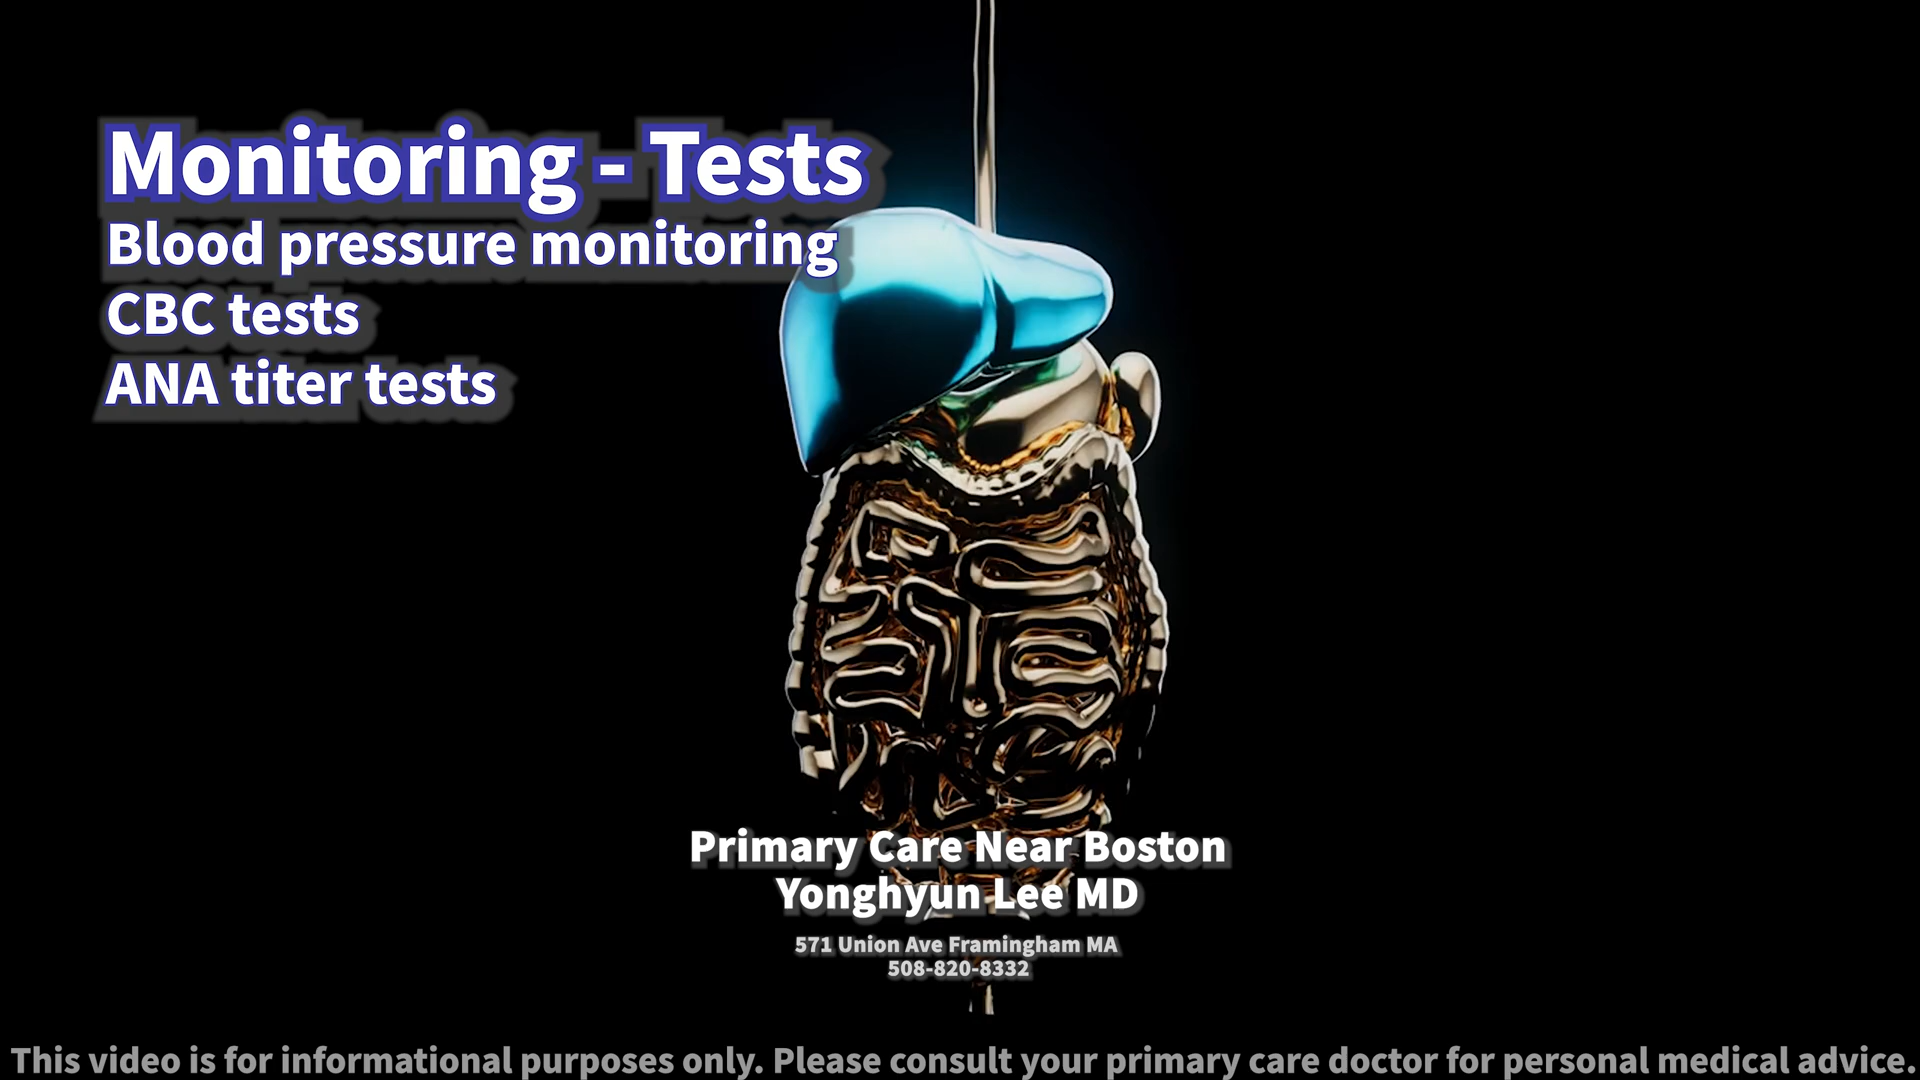 Monitoring - Tests
Blood pressure monitoring
CBC tests
ANA titer tests
Primary Care Near Boston
Yonghyun Lee MD
571 Union Ave Framingham MA
508-820-8332
This video is for informational purposes only. Please consult your primary care doctor for personal medical advice.